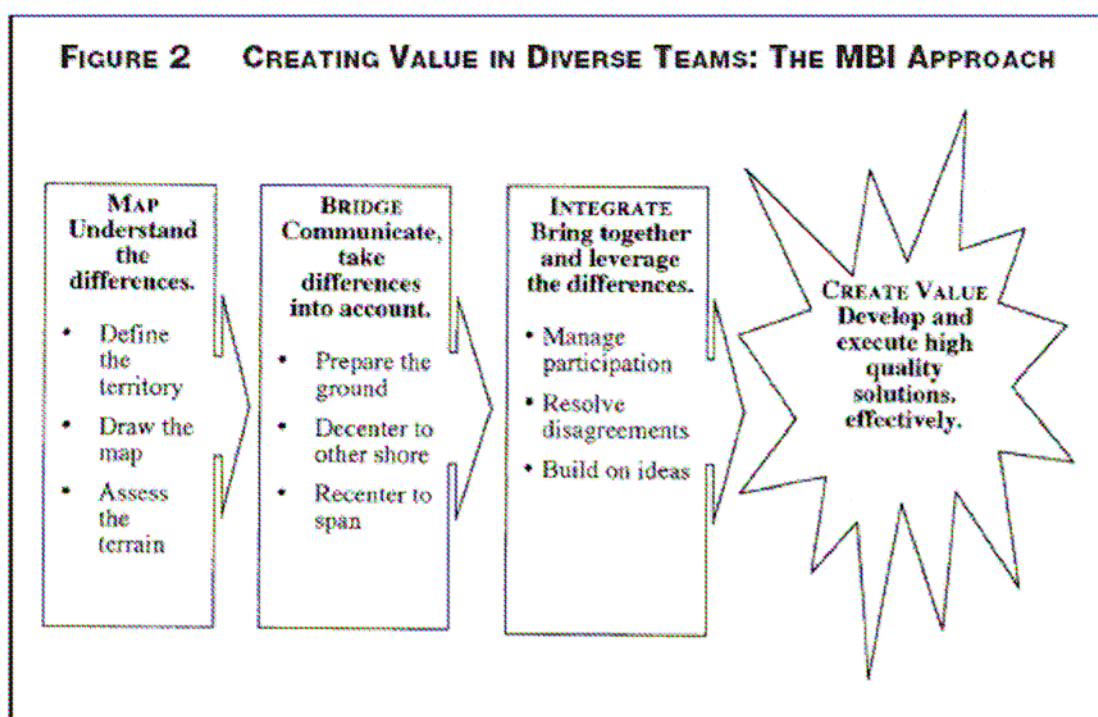 FIGURE 2 CREATING VALUE IN DIVERSE TEAMS: THE MBI APPROACH
MAP
Understand
the
differences.
• Define
the
territory
• Draw the
map
• Assess
the
terrain
BRIDGE
Communicate,
take
differences
into account.
• Prepare the
ground
• Decenter to
other shore
• Recenter to
span
INTEGRATE
Bring together
and leverage
the differences.
• Manage
participation
• Resolve
disagreements
• Build on ideas
CREATE VALUE
Develop and
execute high
quality
solutions.
effectively.